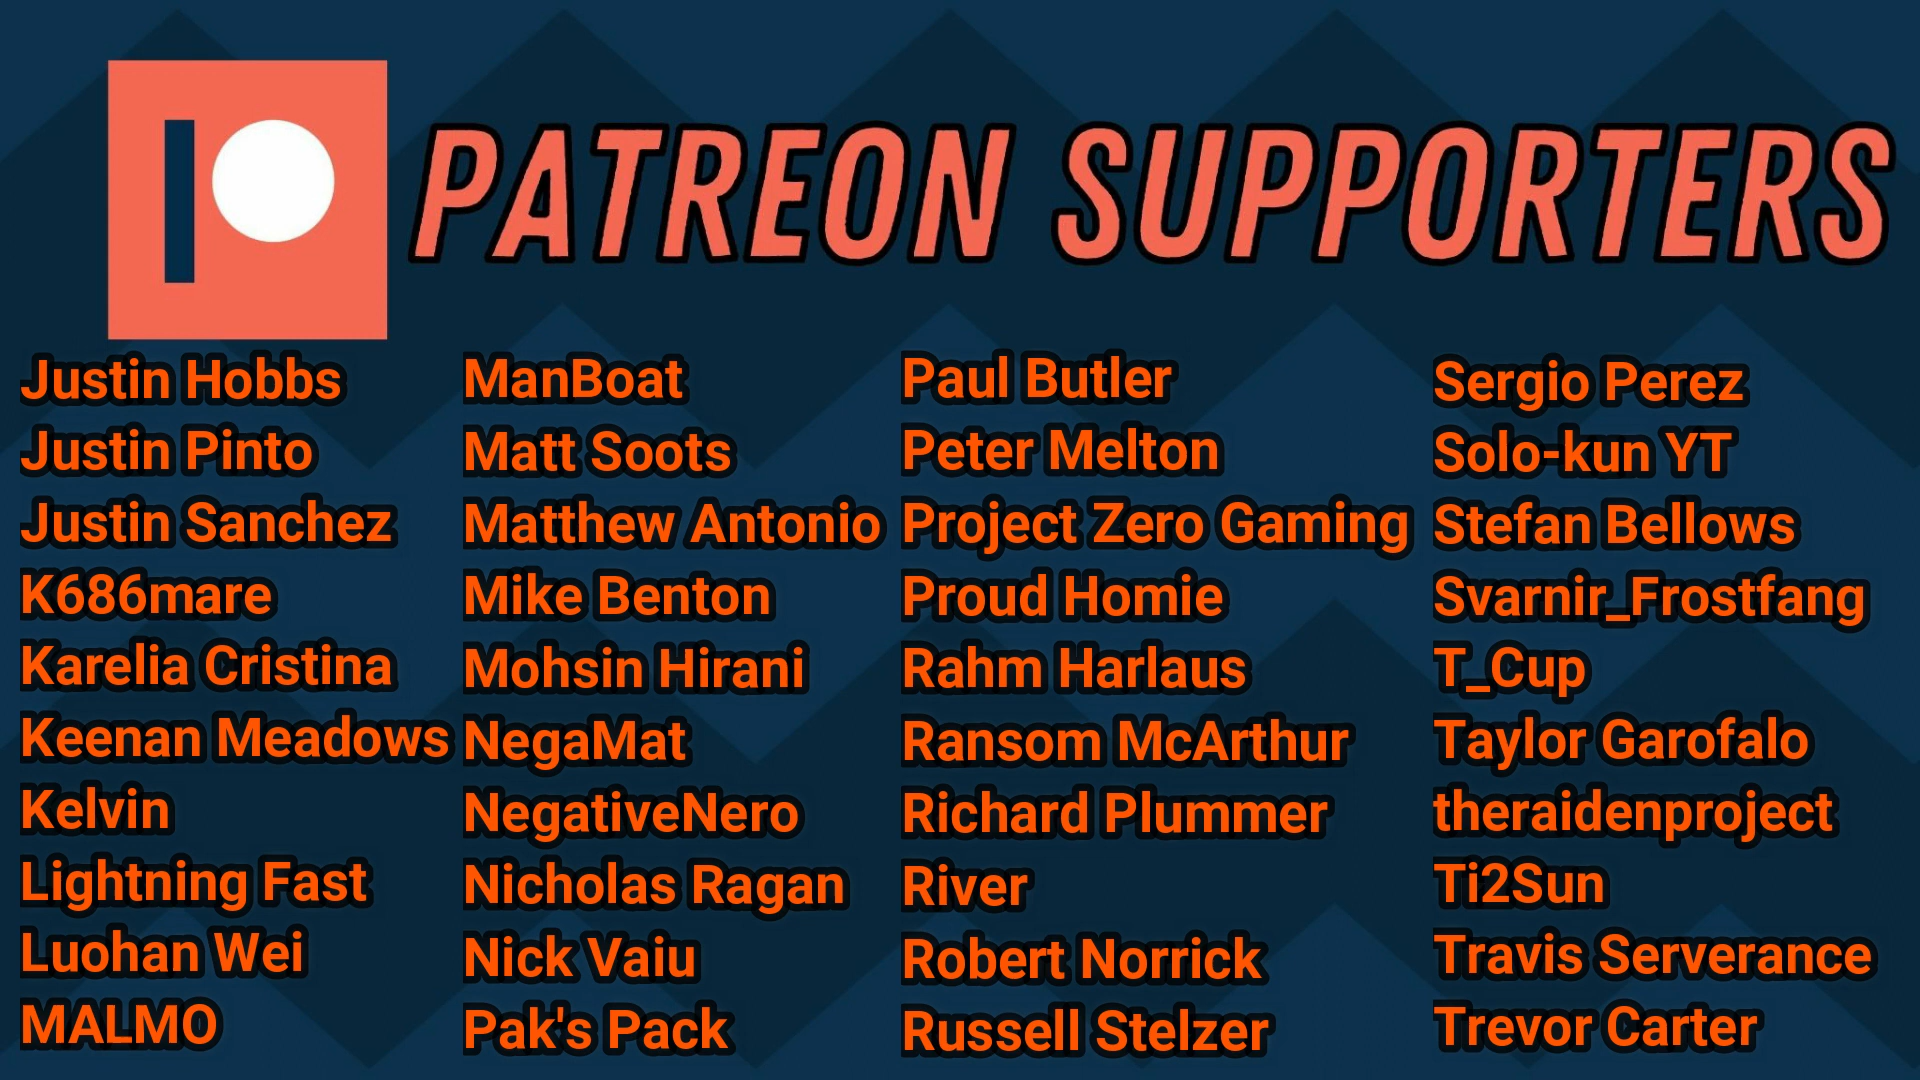 PATREON SUPPORTERS
Justin Hobbs
Justin Pinto
Justin Sanchez
K686mare
Karelia Cristina
Keenan Meadows
Kelvin
Lightning Fast
Luohan Wei
MALMO
ManBoat
Matt Soots
Matthew Antonio
Mike Benton
Mohsin Hirani
NegaMat
NegativeNero
Nicholas Ragan
Nick Vaiu
Pak's Pack
Paul Butler
Peter Melton
Project Zero Gaming
Proud Homie
Rahm Harlaus
Ransom McArthur
Richard Plummer
River
Robert Norrick
Russell Stelzer
Sergio Perez
Solo-kun YT
Stefan Bellows
Svarnir_Frostfang
T_Cup
Taylor Garofalo
theraidenproject
Ti2Sun
Travis Serverance
Trevor Carter